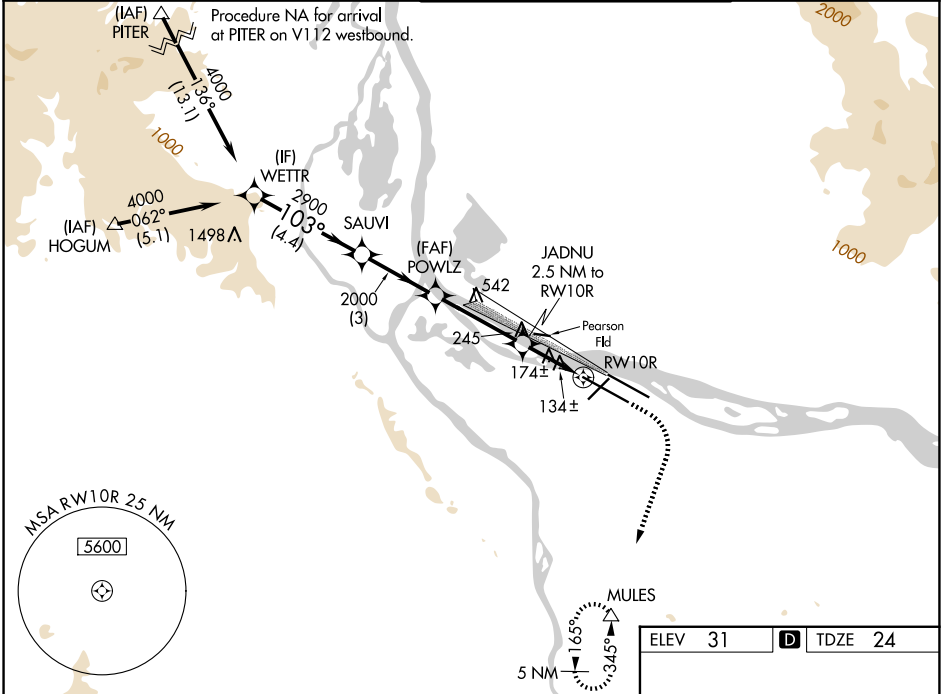 (IAF)
PITER
Procedure NA for arrival
at PITER on V112 westbound.
2000
4000
136°
(13.1)
1000
(IF)
WETTR
4000
062°
(5.1)
(IAF)
HOGUM
1498
2900
103°
(4.4)
SAUVI
(FAF)
POWLZ
1000
JADNU
2.5 NM to
RW10R
542
2000
(3)
245
Pearson
Fld
RW10R
174±
134±
MSA RW10R 25 NM
5600
MULES
165°
345°
5 NM
ELEV 31
D
TDZE 24